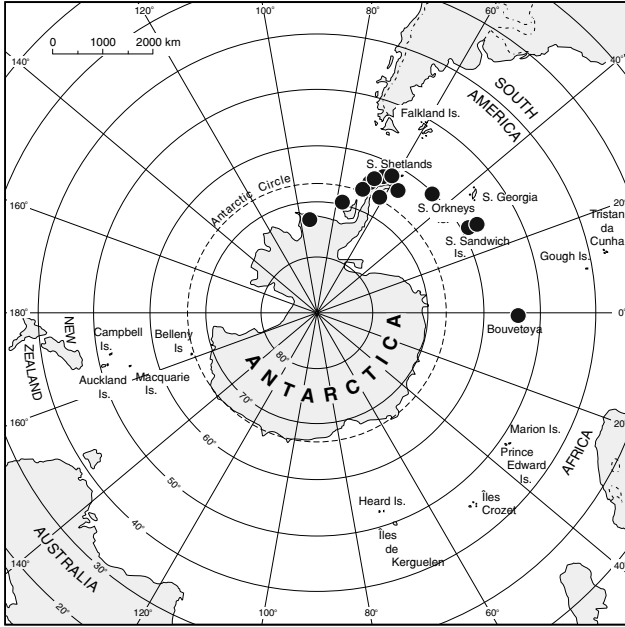 120°
100°
80°
60°
0 1000 2000 km
140°
40°
SOUTH
AMERICA
Falkland Is.
S. Shetlands
Antarctic Circle
S. Georgia
S. Orkneys
160°
20°
Tristan
da
Cunha
S. Sandwich
Is.
Gough Is.
180°
0°
NEW
ZEALAND
Campbell
Is.
Belleny
Is
Bouvetøya
ANTARCTICA
80°
70°
60°
50°
40°
30°
20°
Auckland
Is.
Macquarie
Is.
160°
20°
Marion Is.
Prince
Edward
Is.
AFRICA
Heard Is.
Îles
Crozet
Îles
de
Kerguelen
AUSTRALIA
140°
40°
120°
100°
80°
60°